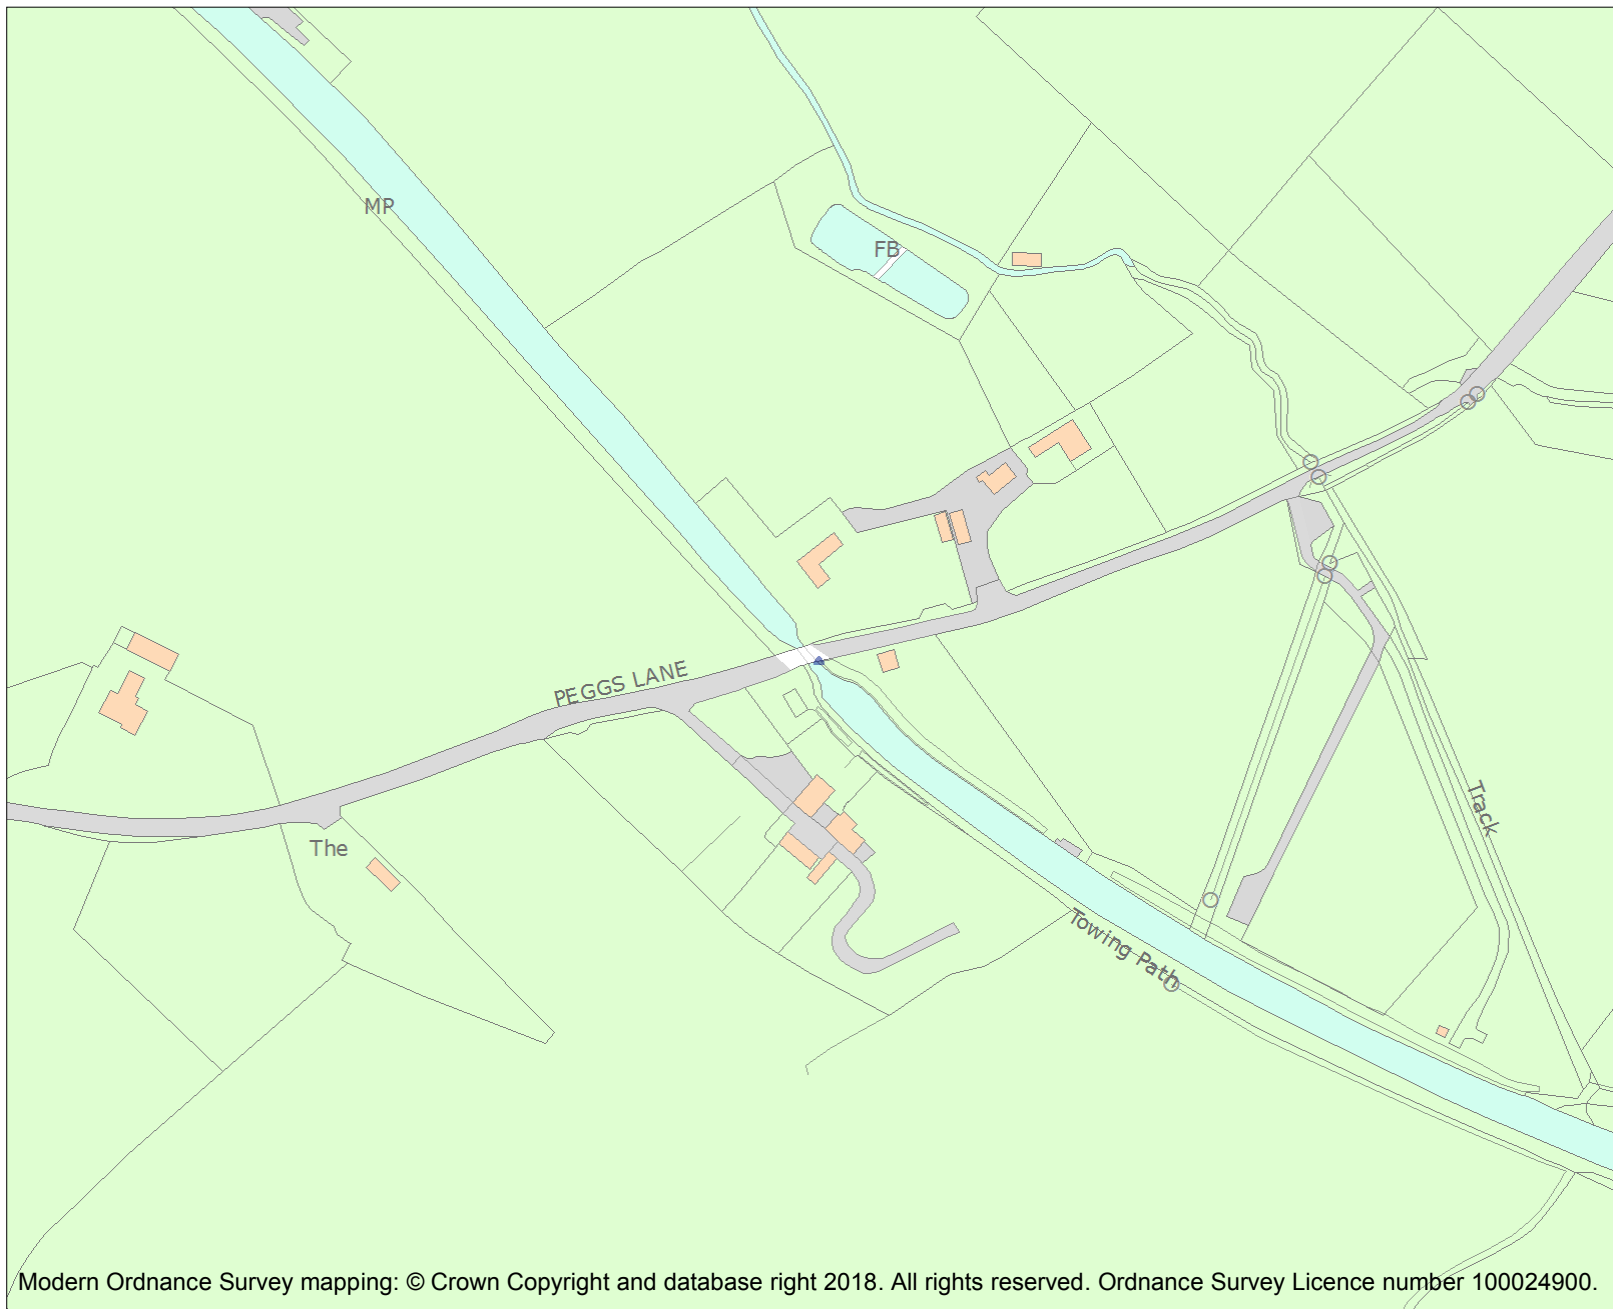 MP
FB
PEGGS LANE
Track
The
Towing Path
Modern Ordnance Survey mapping: © Crown Copyright and database right 2018. All rights reserved. Ordnance Survey Licence number 100024900.